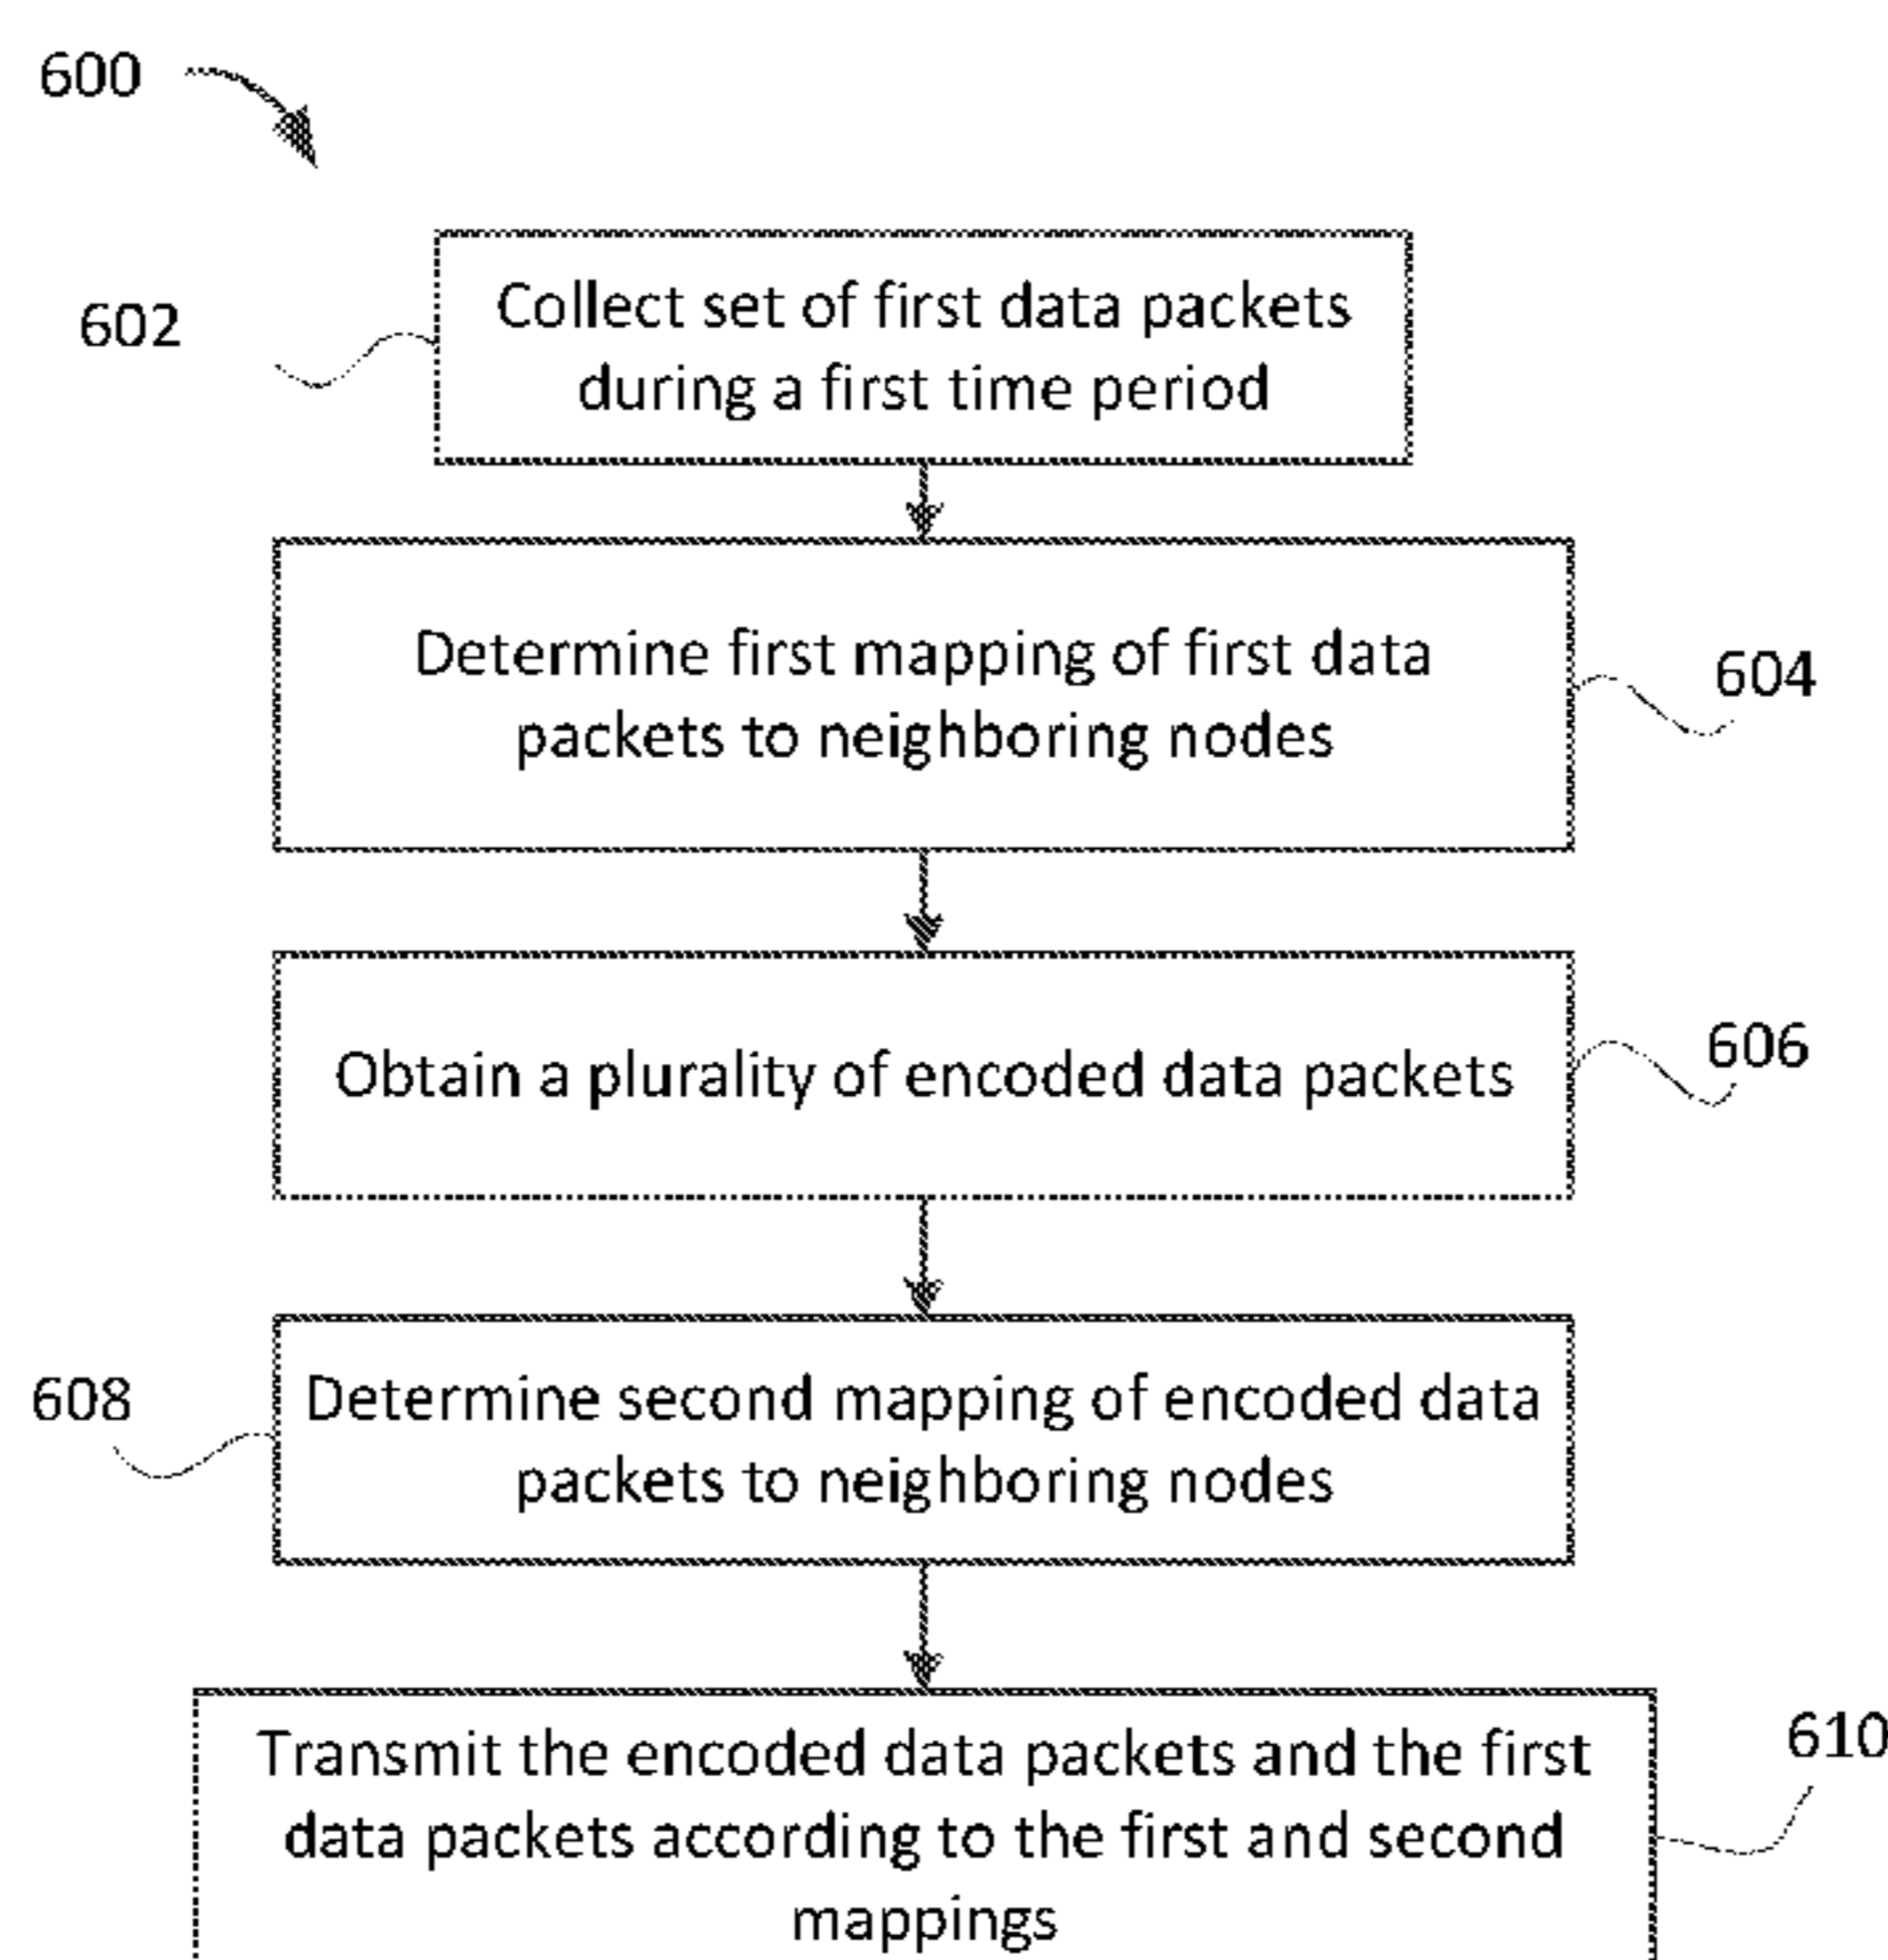 600
602
Collect set of first data packets
during a first time period
Determine first mapping of first data
packets to neighboring nodes
604
Obtain a plurality of encoded data packets
606
608
Determine second mapping of encoded data
packets to neighboring nodes
Transmit the encoded data packets and the first
data packets according to the first and second
mappings
610